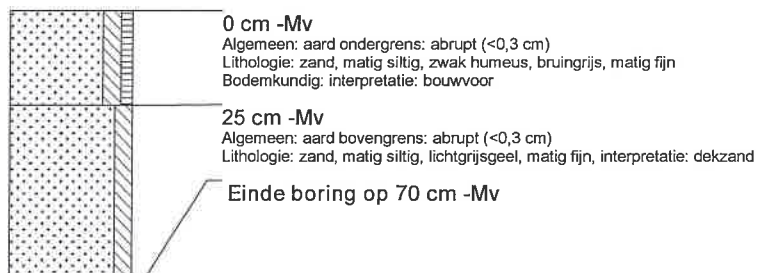 0 cm -Mv
Algemeen: aard ondergrens: abrupt (<0,3 cm)
Lithologie: zand, matig siltig, zwak humeus, bruingrijs, matig fijn
Bodemkundig: interpretatie: bouwvoor
25 cm -Mv
Algemeen: aard bovengrens: abrupt (<0,3 cm)
Lithologie: zand, matig siltig, lichtgrijsgeel, matig fijn, interpretatie: dekzand
Einde boring op 70 cm -Mv